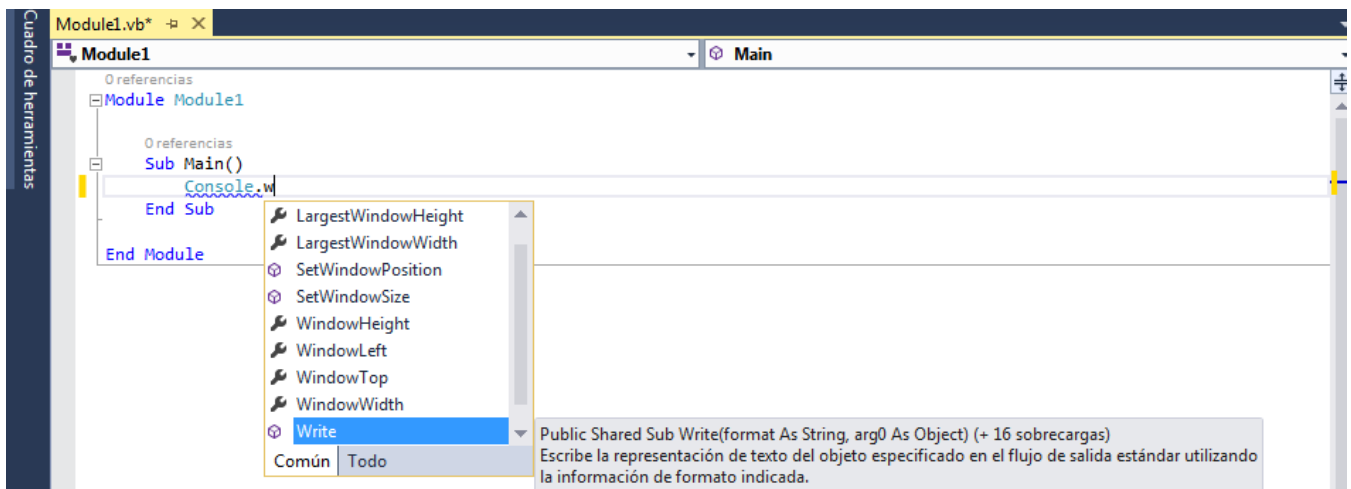 Cuadro de herramientas
Module1.vb*
Module1 Main
0 referencias
Module Module1
0 referencias
Sub Main()
Console.w
End Sub
End Module
LargestWindowHeight
LargestWindowWidth
SetWindowPosition
SetWindowSize
WindowHeight
WindowLeft
WindowTop
WindowWidth
Write
Común Todo
Public Shared Sub Write(format As String, arg0 As Object) (+ 16 sobrecargas)
Escribe la representación de texto del objeto especificado en el flujo de salida estándar utilizando
la información de formato indicada.